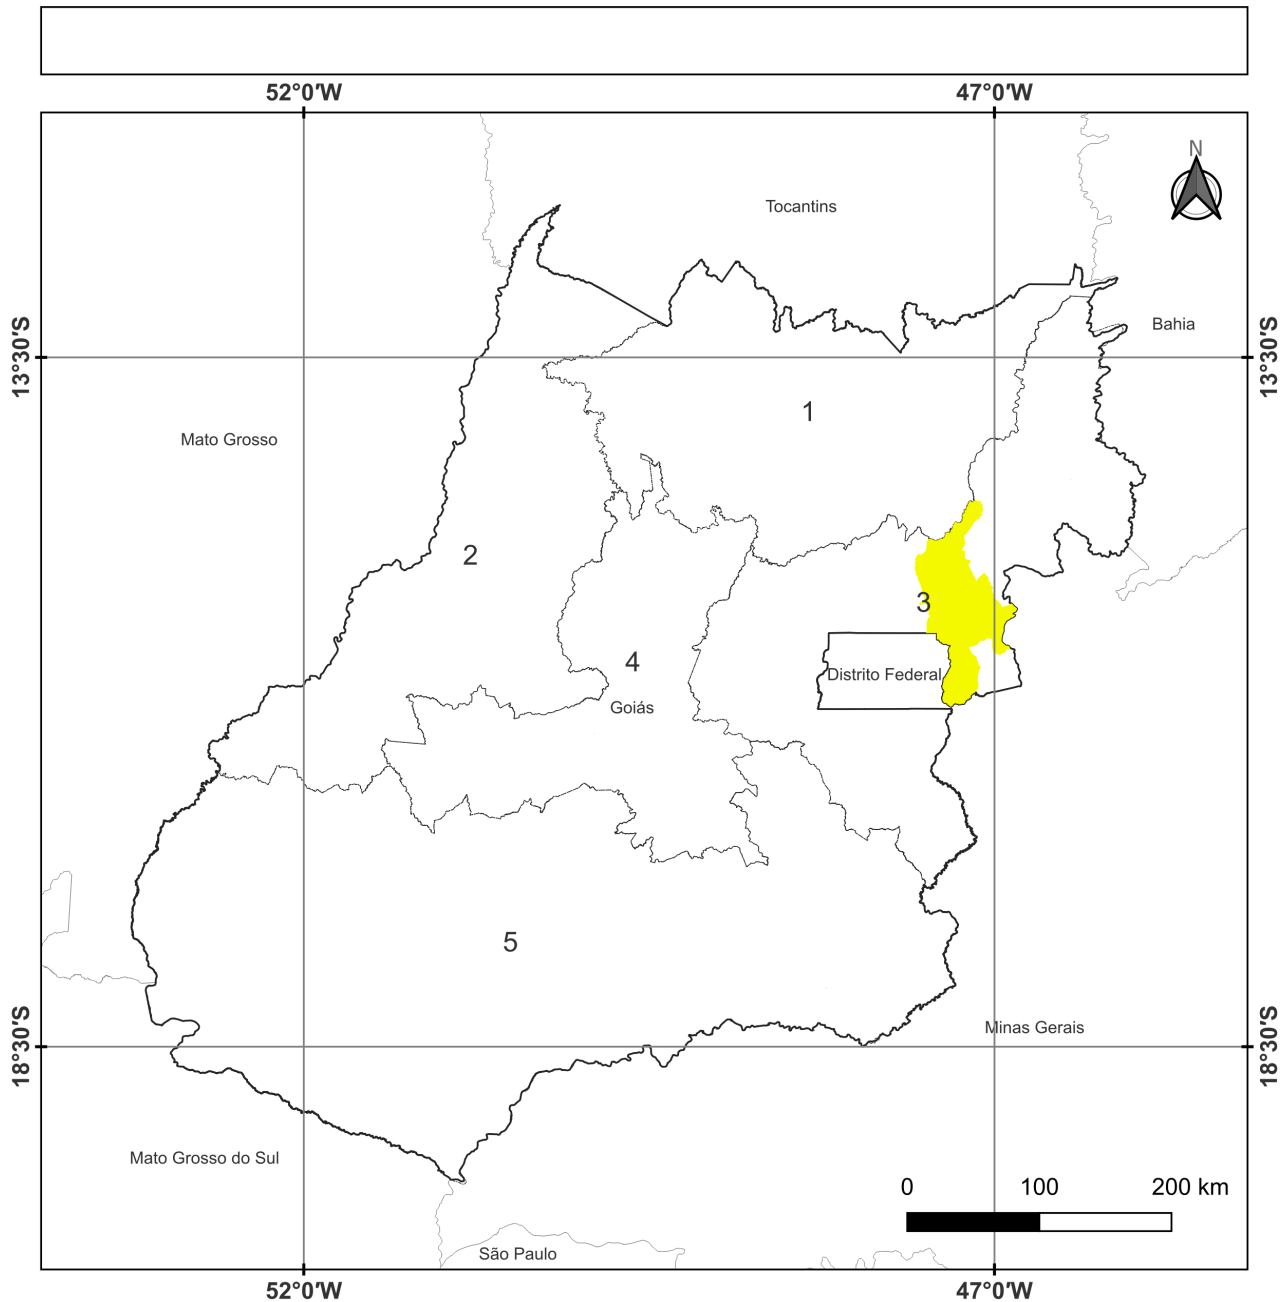 52°0′W 47°0′W
N
Tocantins
Bahia
13°30′S 13°30′S
1
Mato Grosso
2
3
4
Distrito Federal
Goiás
5
Minas Gerais
18°30′S 18°30′S
Mato Grosso do Sul
0 100 200 km
São Paulo
52°0′W 47°0′W